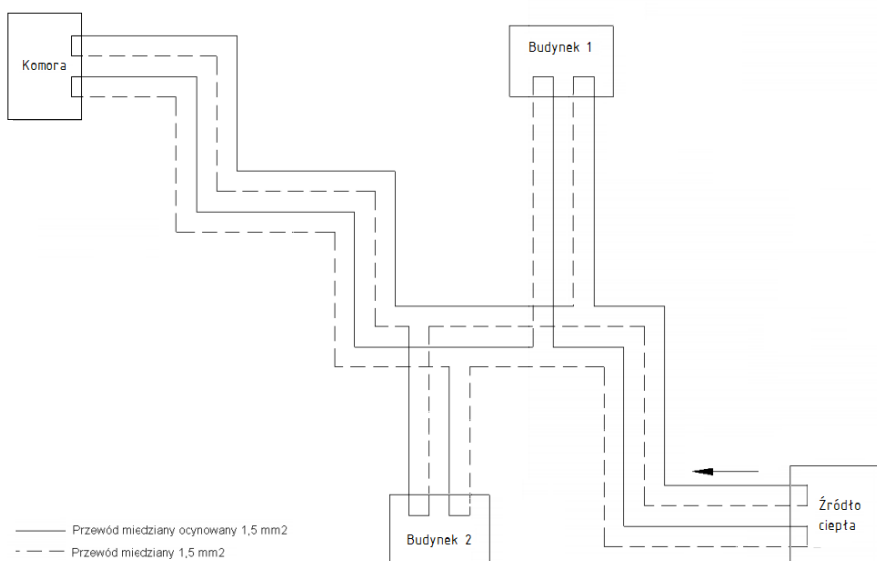 Komora
Budynek 1
Źródło
ciepła
Budynek 2
Przewód miedziany ocynowany 1,5 mm2
Przewód miedziany 1,5 mm2